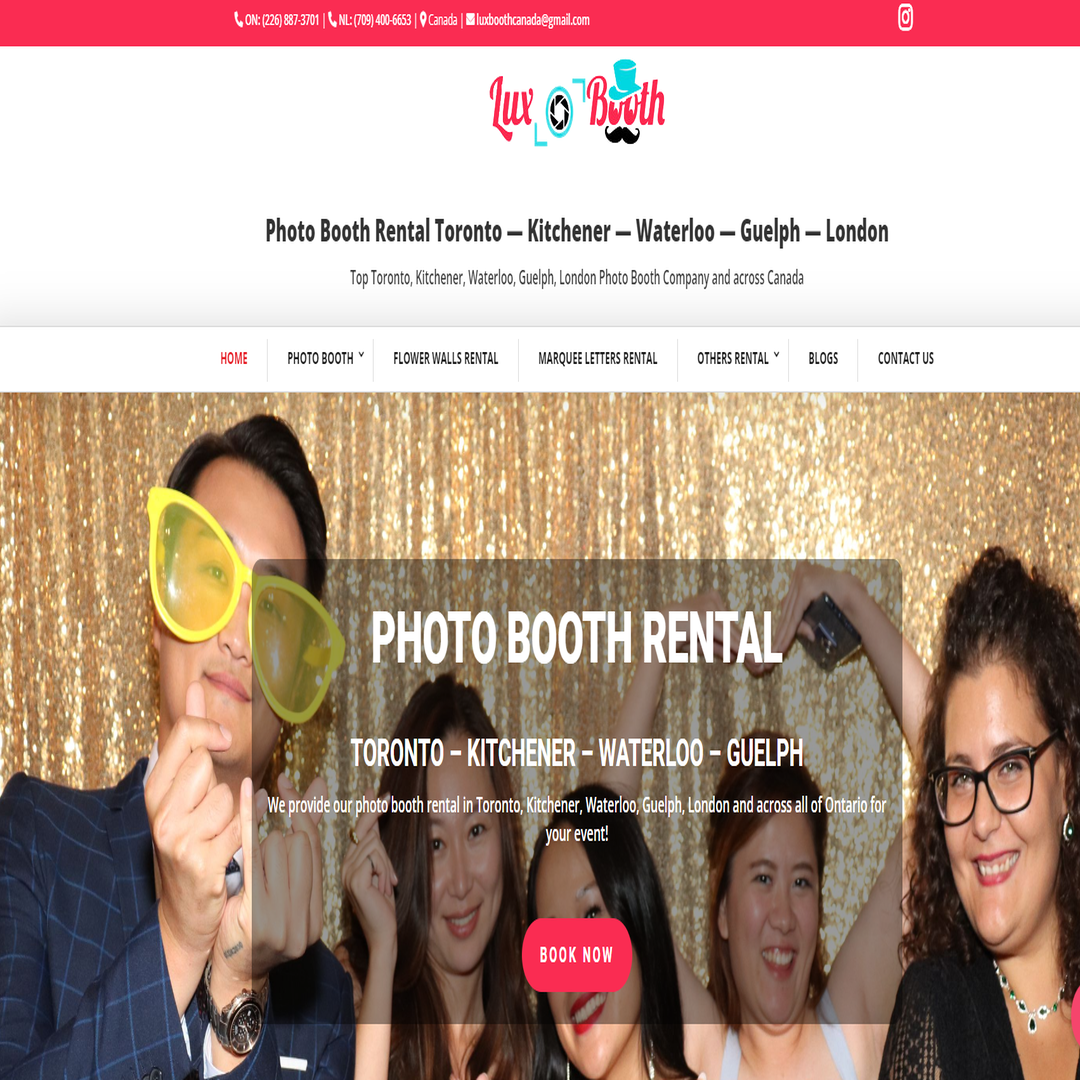 ON: (226) 887-3701 | NL: (709) 400-6653 | Canada | luxboothcanada@gmail.com
Lux Booth
Photo Booth Rental Toronto – Kitchener – Waterloo – Guelph – London
Top Toronto, Kitchener, Waterloo, Guelph, London Photo Booth Company and across Canada
HOME PHOTO BOOTH FLOWER WALLS RENTAL MARQUEE LETTERS RENTAL OTHERS RENTAL BLOGS CONTACT US
PHOTO BOOTH RENTAL
TORONTO – KITCHENER – WATERLOO – GUELPH
We provide our photo booth rental in Toronto, Kitchener, Waterloo, Guelph, London and across all of Ontario for
your event!
BOOK NOW